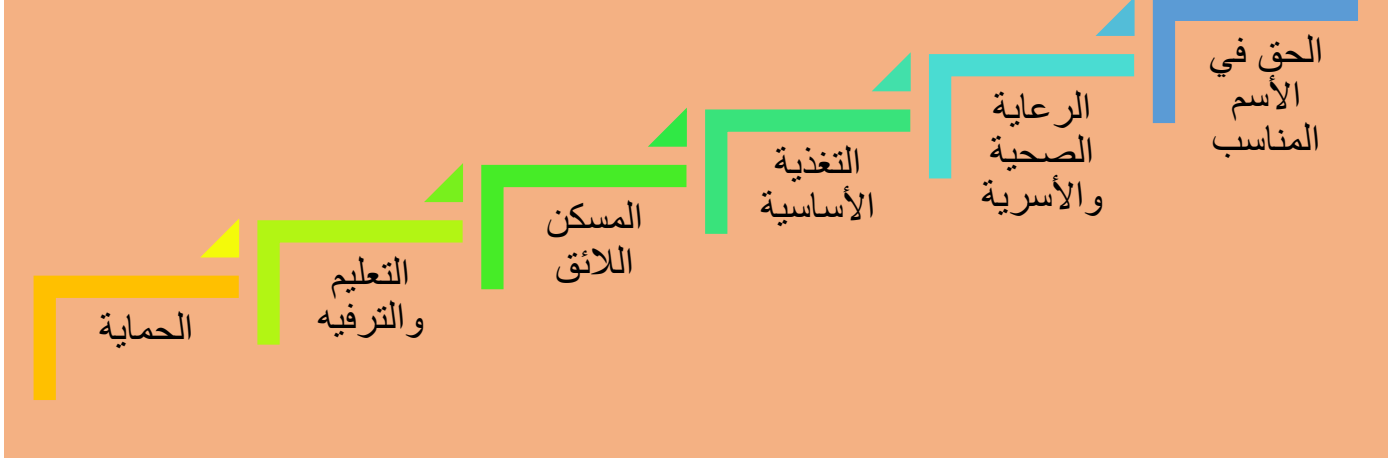 الحق في
الأسم
المناسب
الرعاية
الصحية
والأسرية
التغذية
الأساسية
المسكن
اللائق
التعليم
والترفيه
الحماية